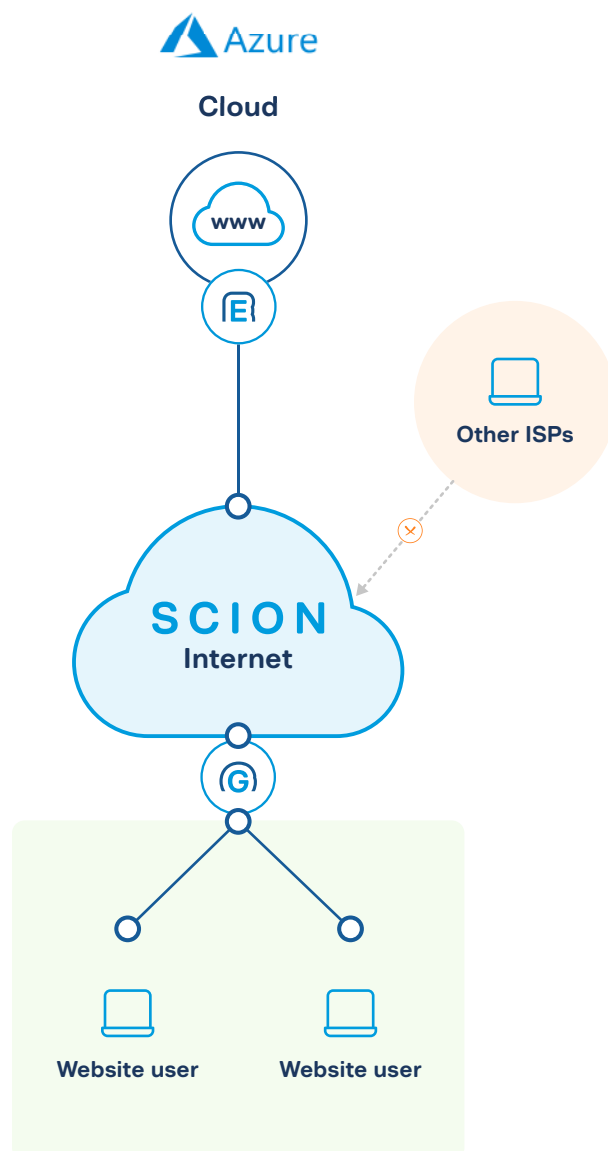 Azure
Cloud
www
E
Other ISPs
SCION
Internet
G
Website user
Website user